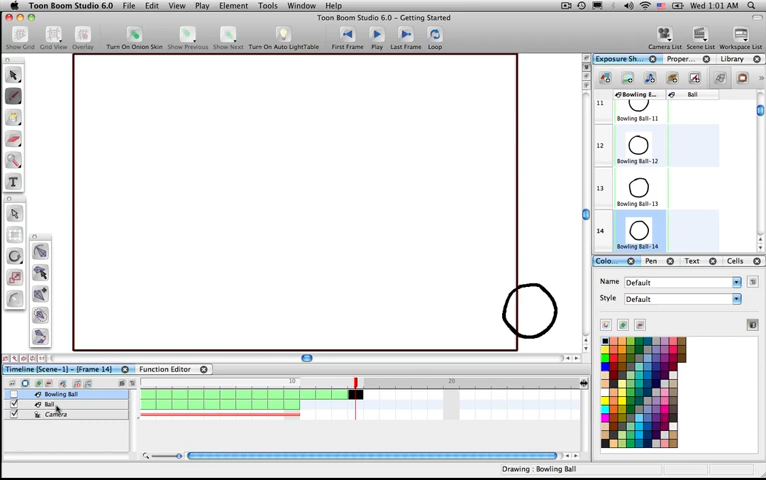 Toon Boom Studio 6.0 File Edit View Play Element Tools Window Help Wed 1:01 AM
Toon Boom Studio 6.0 - Getting Started
Show Grid Grid View Overlay Turn On Onion Skin Show Previous Show Next Turn On Auto LightTable First Frame Play Last Frame Loop Camera List Scene List Workspace List
Exposure Sh... Proper... Library
Bowling B... Ball
11
Bowling Ball-11
12
Bowling Ball-12
13
Bowling Ball-13
14
Bowling Ball-14
Colo... Pen Text Cells
Name Default
Style Default
T
Timeline [Scene-1] - [Frame 14] Function Editor
10 20
Bowling Ball
Ball
Camera
Drawing : Bowling Ball